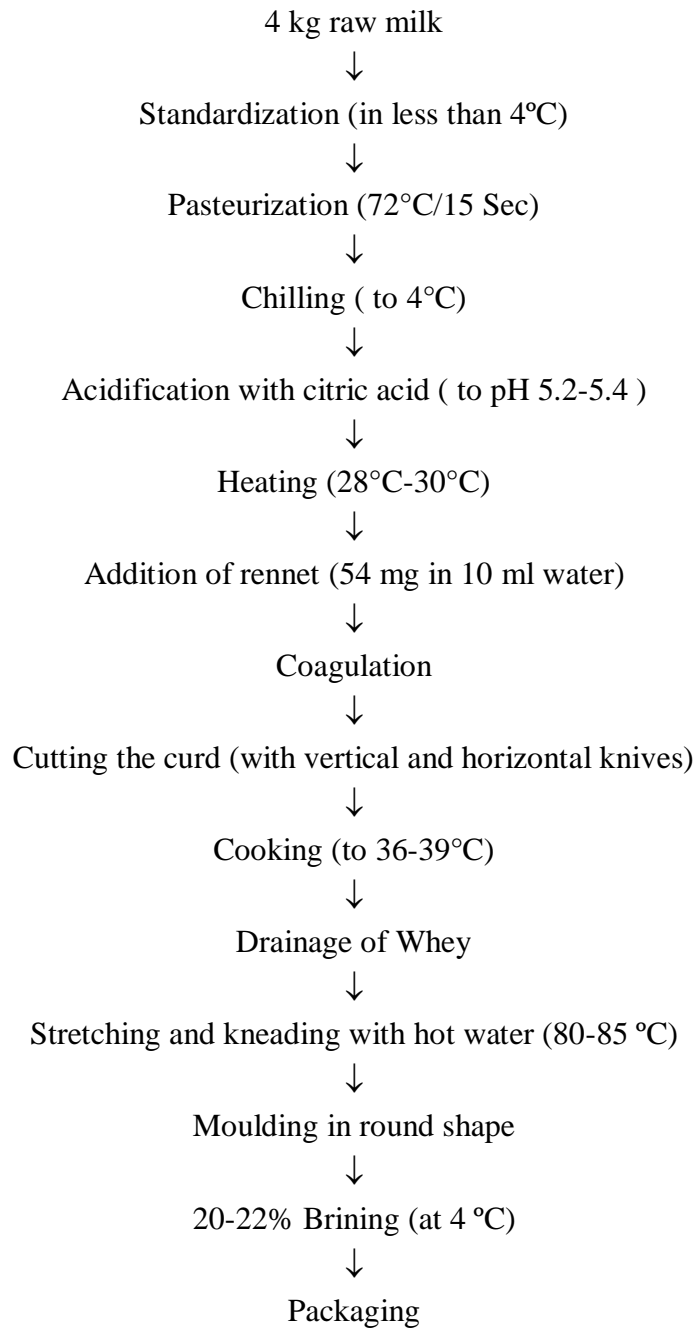 4 kg raw milk
↓
Standardization (in less than 4ºC)
↓
Pasteurization (72°C/15 Sec)
↓
Chilling ( to 4°C)
↓
Acidification with citric acid ( to pH 5.2-5.4 )
↓
Heating (28°C-30°C)
↓
Addition of rennet (54 mg in 10 ml water)
↓
Coagulation
↓
Cutting the curd (with vertical and horizontal knives)
↓
Cooking (to 36-39°C)
↓
Drainage of Whey
↓
Stretching and kneading with hot water (80-85 ºC)
↓
Moulding in round shape
↓
20-22% Brining (at 4 ºC)
↓
Packaging